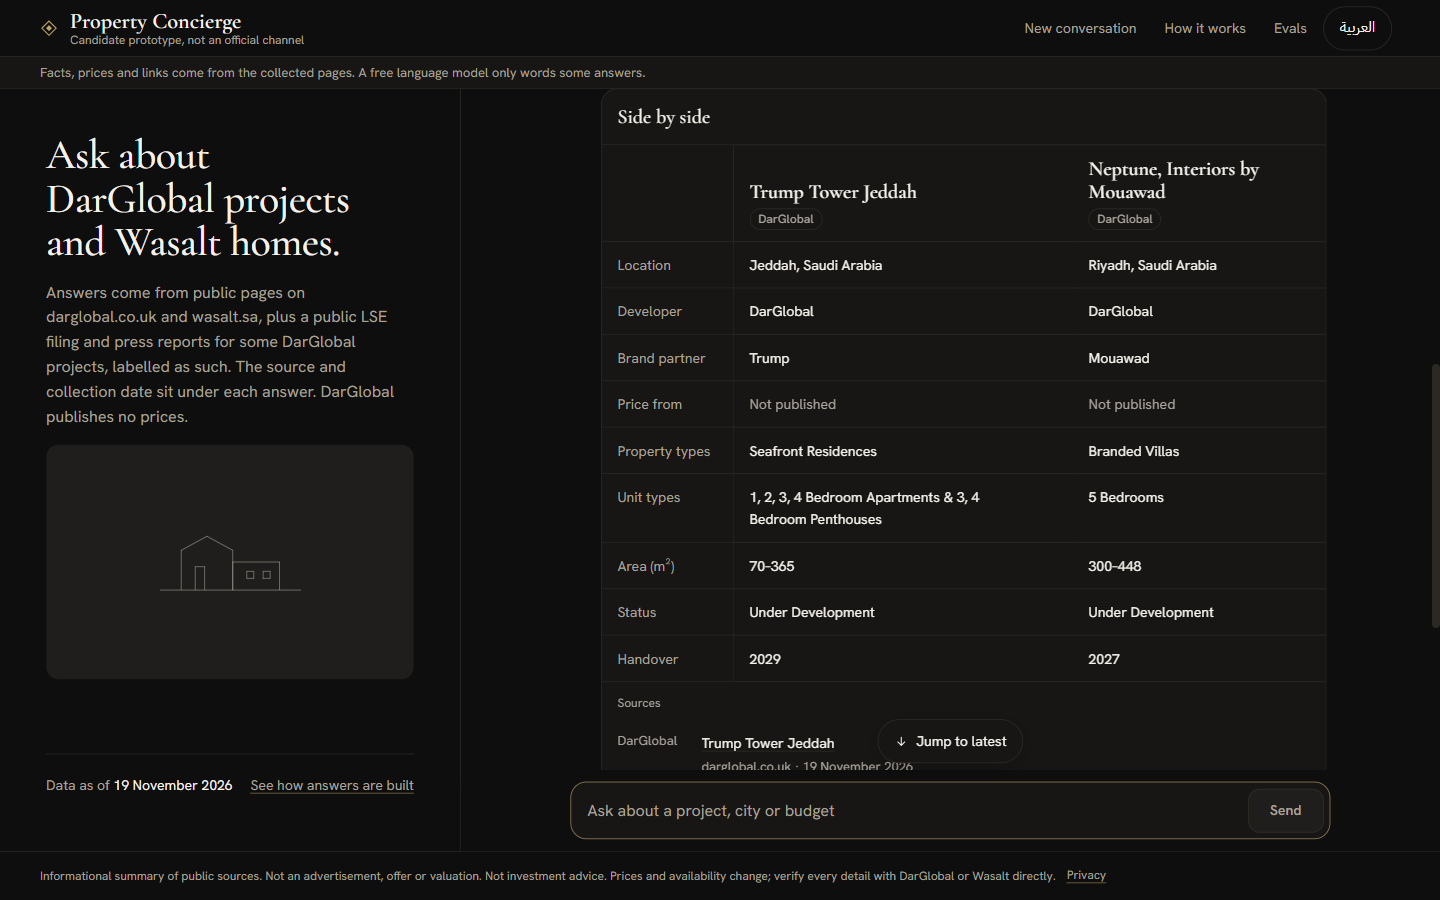 Property Concierge
Candidate prototype, not an official channel
New conversation
How it works
Evals
العربية
Facts, prices and links come from the collected pages. A free language model only words some answers.
Ask about
DarGlobal projects
and Wasalt homes.
Answers come from public pages on
darglobal.co.uk and wasalt.sa, plus a public LSE
filing and press reports for some DarGlobal
projects, labelled as such. The source and
collection date sit under each answer. DarGlobal
publishes no prices.
Data as of 19 November 2026
See how answers are built
Side by side
Trump Tower Jeddah
DarGlobal
Neptune, Interiors by
Mouawad
DarGlobal
Location
Jeddah, Saudi Arabia
Riyadh, Saudi Arabia
Developer
DarGlobal
DarGlobal
Brand partner
Trump
Mouawad
Price from
Not published
Not published
Property types
Seafront Residences
Branded Villas
Unit types
1, 2, 3, 4 Bedroom Apartments & 3, 4
Bedroom Penthouses
5 Bedrooms
Area (m²)
70–365
300–448
Status
Under Development
Under Development
Handover
2029
2027
Sources
DarGlobal
Trump Tower Jeddah
darglobal.co.uk · 19 November 2026
↓ Jump to latest
Ask about a project, city or budget
Send
Informational summary of public sources. Not an advertisement, offer or valuation. Not investment advice. Prices and availability change; verify every detail with DarGlobal or Wasalt directly.
Privacy